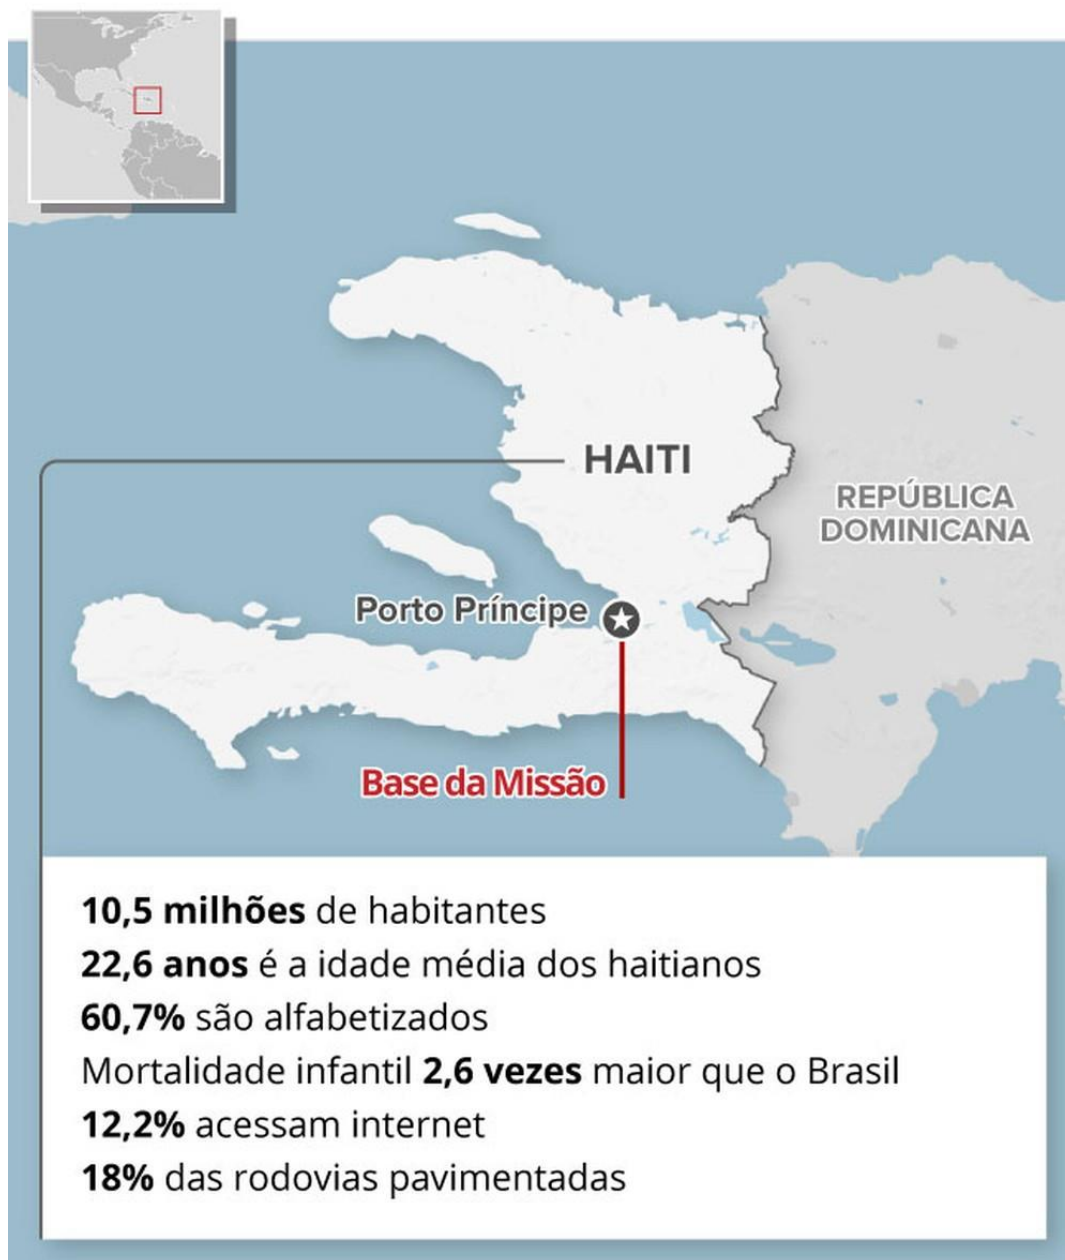 HAITI
REPÚBLICA
DOMINICANA
Porto Príncipe
Base da Missão
10,5 milhões de habitantes
22,6 anos é a idade média dos haitianos
60,7% são alfabetizados
Mortalidade infantil 2,6 vezes maior que o Brasil
12,2% acessam internet
18% das rodovias pavimentadas